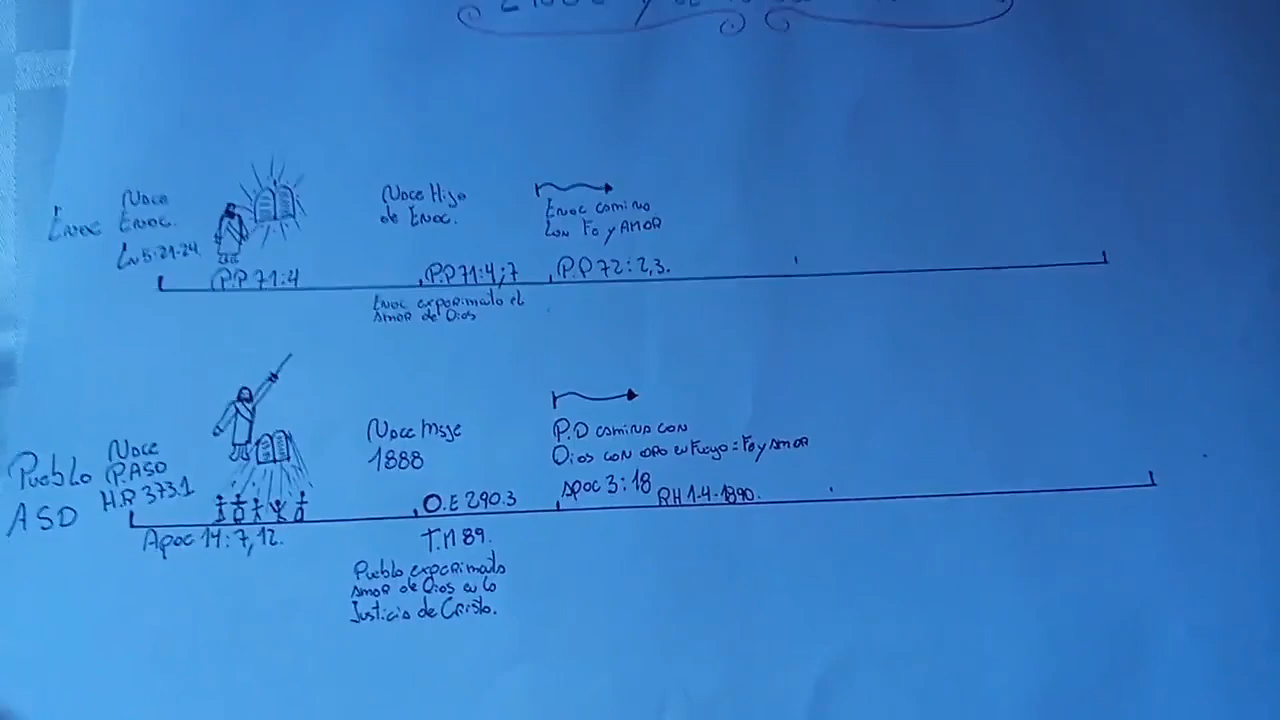 Enoc
Nace
Enoc.
Gn 5:21-24.
P.P 71:4
Nace Hijo
de Enoc.
P.P 71:4;7
Enoc experimato el
Amor de Dios
Enoc camina
con Fe y AMOR
P.P 72:2,3.
Pueblo
ASD
Nace
P.ASD
H.R 373.1
Apoc 14:7,12.
Nace Msje
1888
O.E 290.3
T.M 89.
Pueblo experimato
Amor de Dios en la
Justicia de Cristo.
P.D camina con
Dios con oro en Fuego = Fe y Amor
Apoc 3:18
RH 1-4-1890.